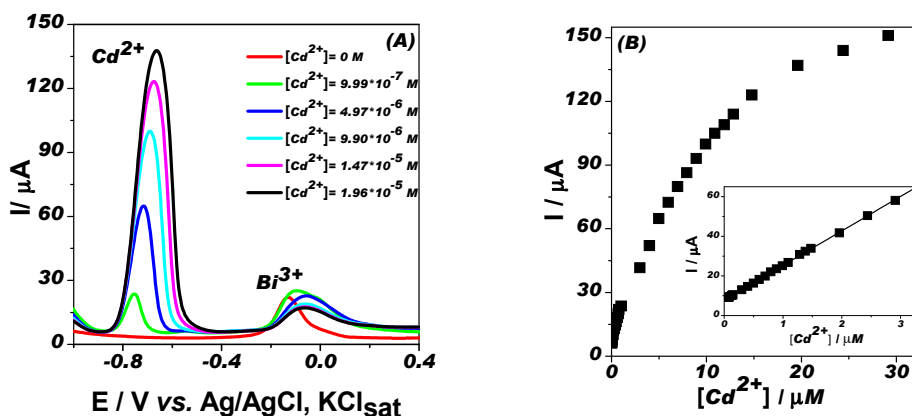 (A)
150
120
90
60
30
0
I/ μA
Cd2+
Bi3+
[Cd2+]= 0 M
[Cd2+]= 9.99*10-7 M
[Cd2+]= 4.97*10-6 M
[Cd2+]= 9.90*10-6 M
[Cd2+]= 1.47*10-5 M
[Cd2+]= 1.96*10-5 M
-0.8 -0.4 0.0 0.4
E / V vs. Ag/AgCl, KClsat
(B)
150
120
90
60
30
0
I / μA
0 10 20 30
[Cd2+] / μM
60
40
20
0
I / μA
0 1 2 3
[Cd2+] / μM